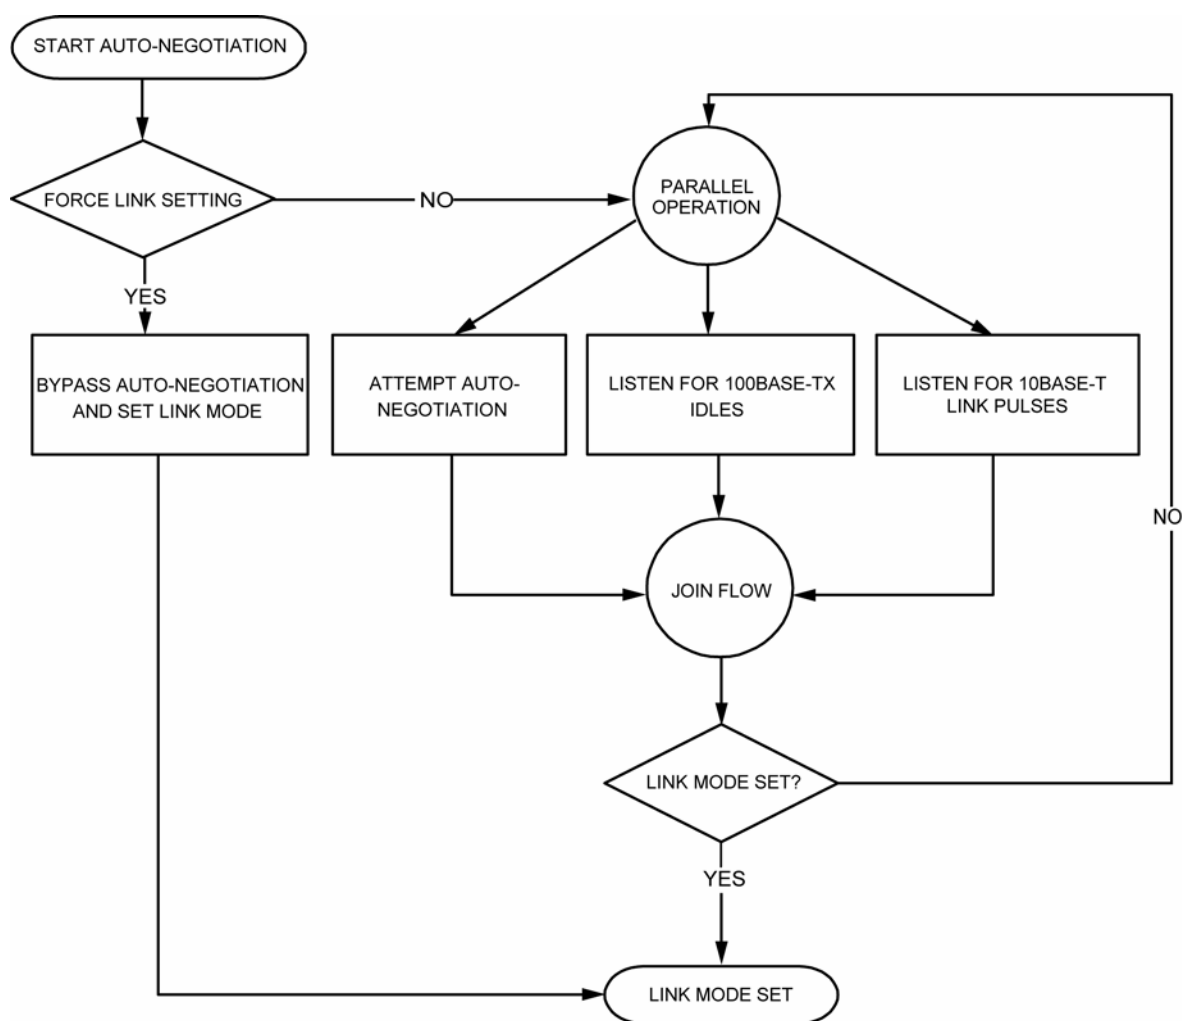 START AUTO-NEGOTIATION
FORCE LINK SETTING
NO
PARALLEL
OPERATION
YES
BYPASS AUTO-NEGOTIATION
AND SET LINK MODE
ATTEMPT AUTO-
NEGOTIATION
LISTEN FOR 100BASE-TX
IDLES
LISTEN FOR 10BASE-T
LINK PULSES
NO
JOIN FLOW
LINK MODE SET?
YES
LINK MODE SET